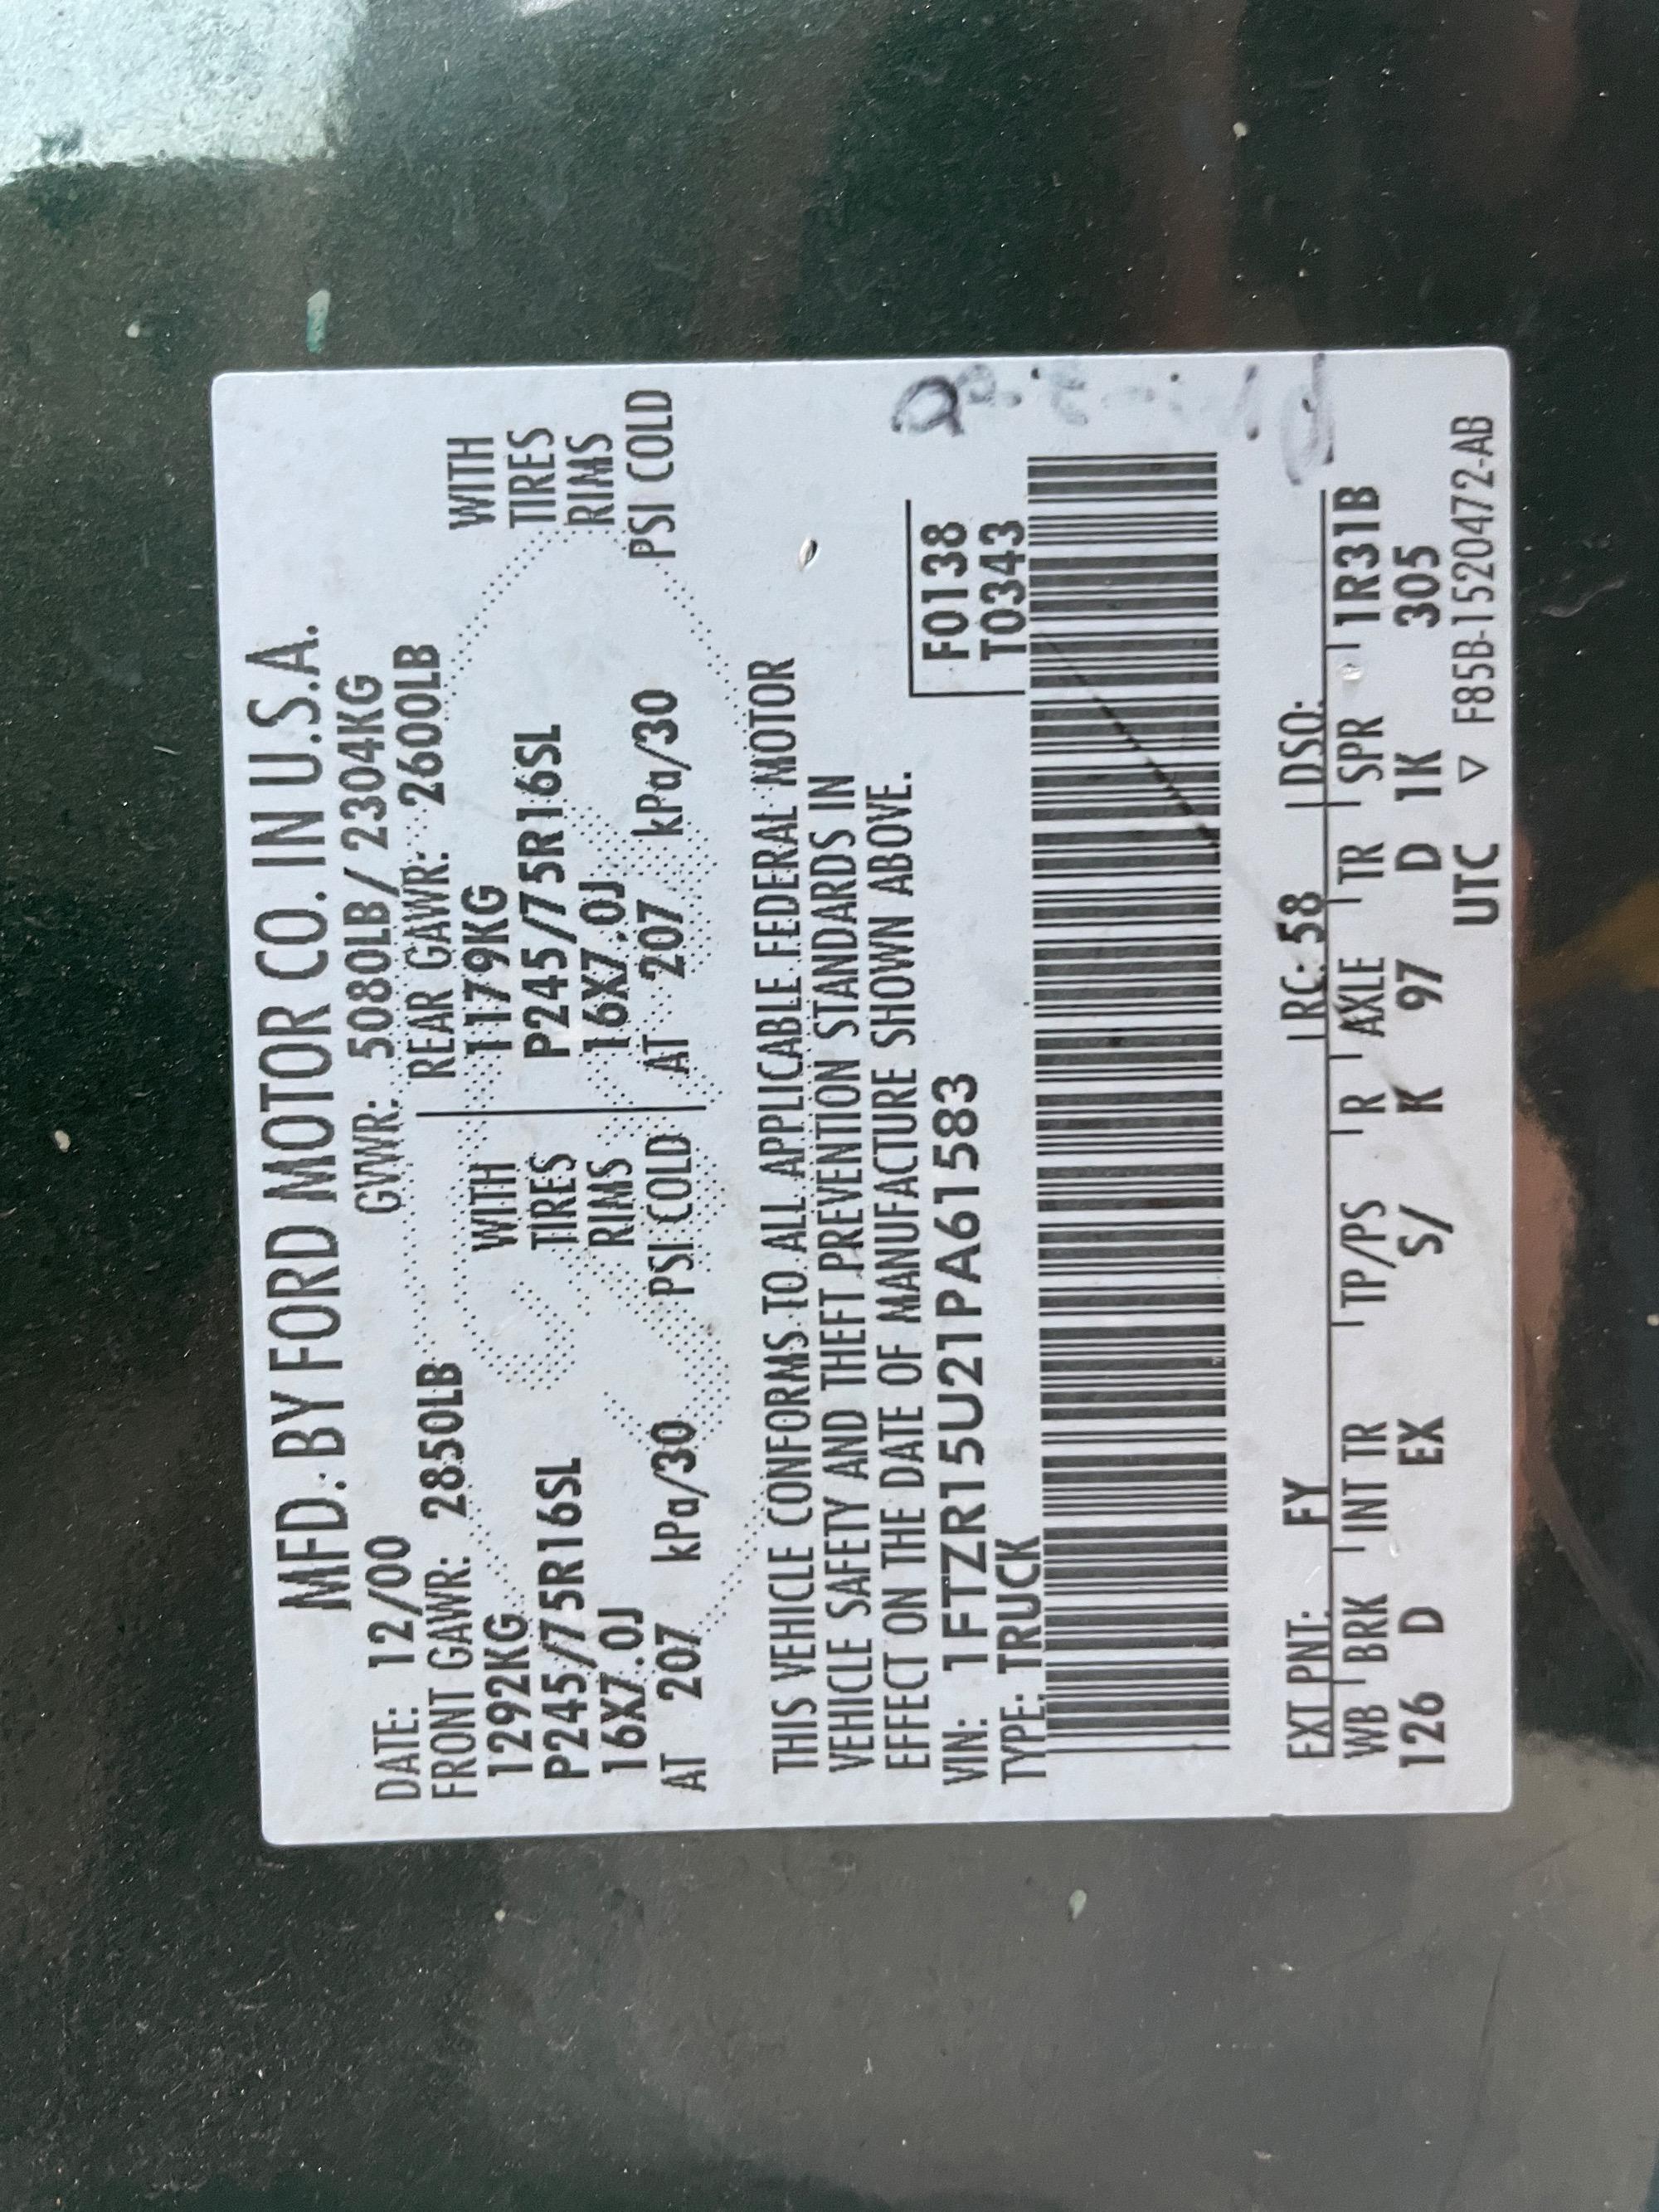 MFD. BY FORD MOTOR CO. IN U.S.A.
DATE: 12/00 GVWR: 5080LB/ 2304KG
FRONT GAWR: 2850LB REAR GAWR: 2600LB
1292KG WITH 1179KG WITH
P245/75R16SL TIRES P245/75R16SL TIRES
16X7.0J RIMS 16X7.0J RIMS
AT 207 kPa/30 PSI COLD AT 207 kPa/30 PSI COLD
THIS VEHICLE CONFORMS TO ALL APPLICABLE FEDERAL MOTOR
VEHICLE SAFETY AND THEFT PREVENTION STANDARDS IN
EFFECT ON THE DATE OF MANUFACTURE SHOWN ABOVE.
VIN: 1FTZR15U21PA61583 F0138
TYPE: TRUCK T0343
EXT PNT: FY RC: 58 DSO:
WB BRK INT TR TP/PS R AXLE TR SPR 1R31B
126 D EX S/ K 97 D 1K 305
UTC ▽ F85B-1520472-AB